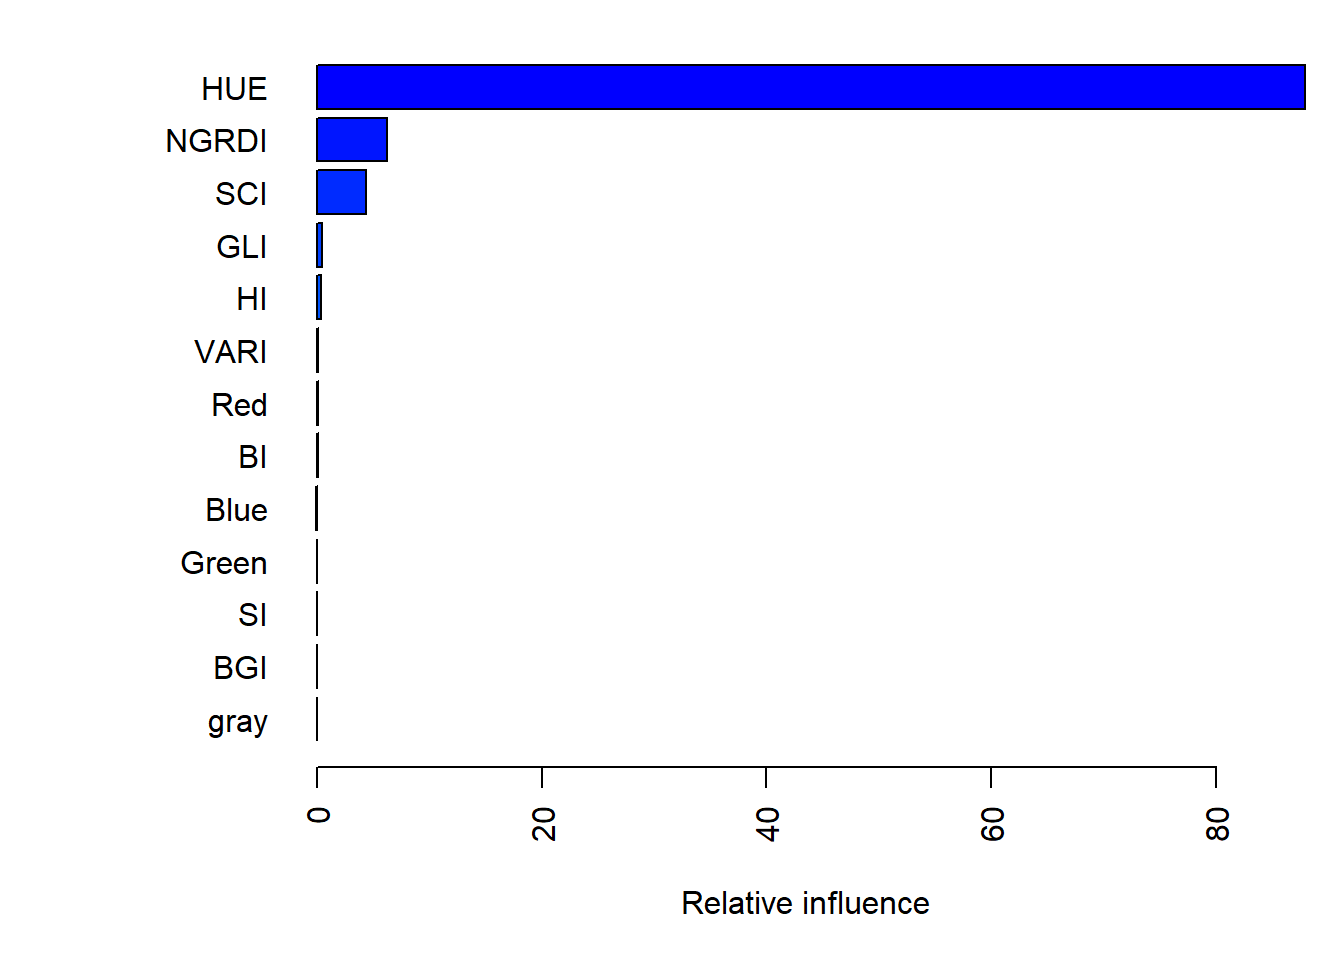 HUE
NGRDI
SCI
GLI
HI
VARI
Red
BI
Blue
Green
SI
BGI
gray
0
20
40
60
80
Relative influence